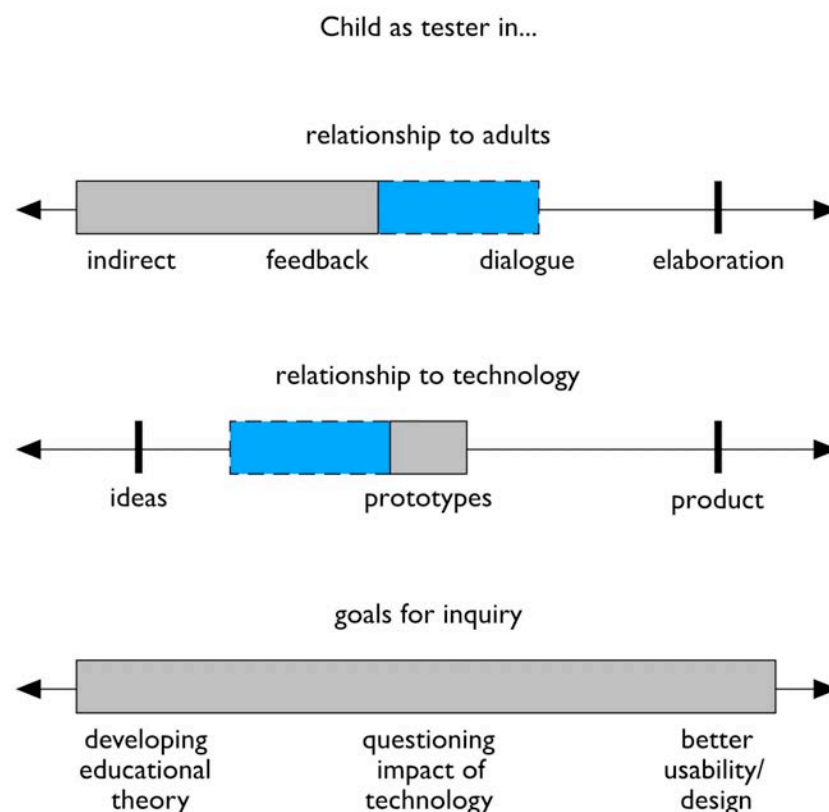 Child as tester in...
relationship to adults
indirect feedback dialogue elaboration
relationship to technology
ideas prototypes product
goals for inquiry
developing questioning better
educational impact of usability/
theory technology design